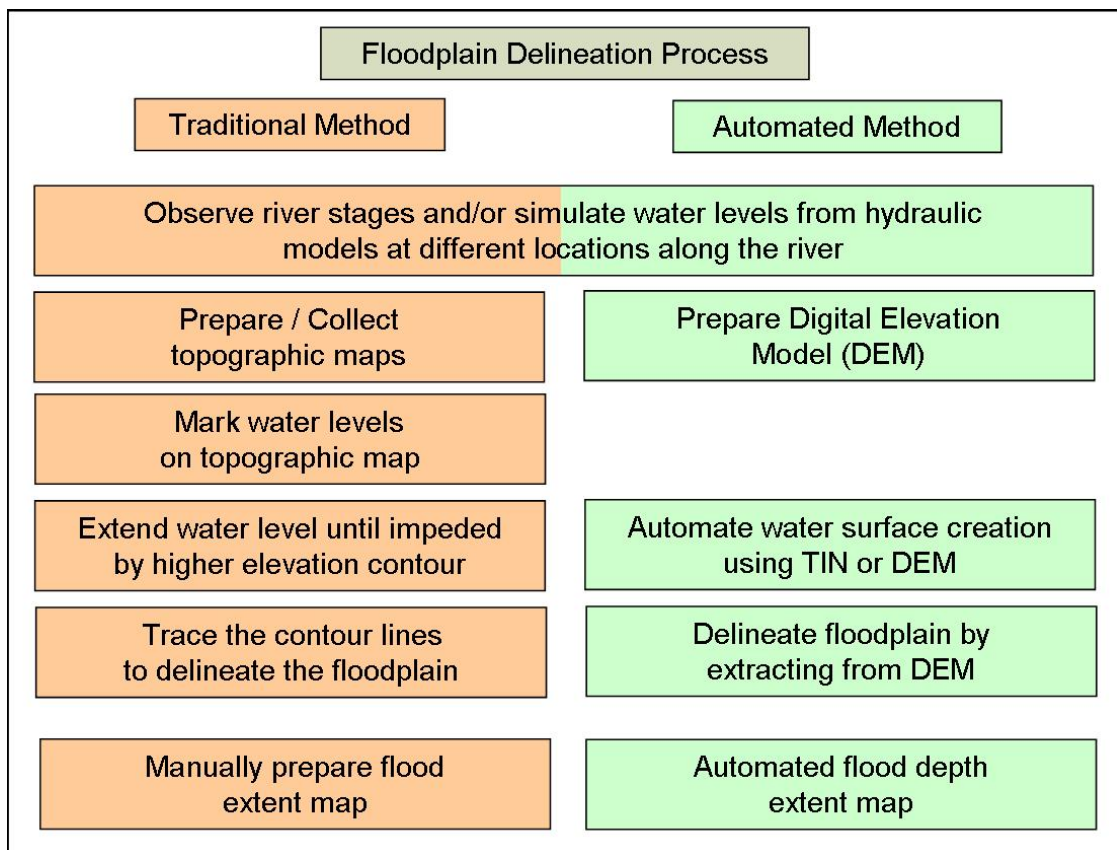 Floodplain Delineation Process
Traditional Method
Automated Method
Observe river stages and/or simulate water levels from hydraulic
models at different locations along the river
Prepare / Collect
topographic maps
Prepare Digital Elevation
Model (DEM)
Mark water levels
on topographic map
Extend water level until impeded
by higher elevation contour
Automate water surface creation
using TIN or DEM
Trace the contour lines
to delineate the floodplain
Delineate floodplain by
extracting from DEM
Manually prepare flood
extent map
Automated flood depth
extent map